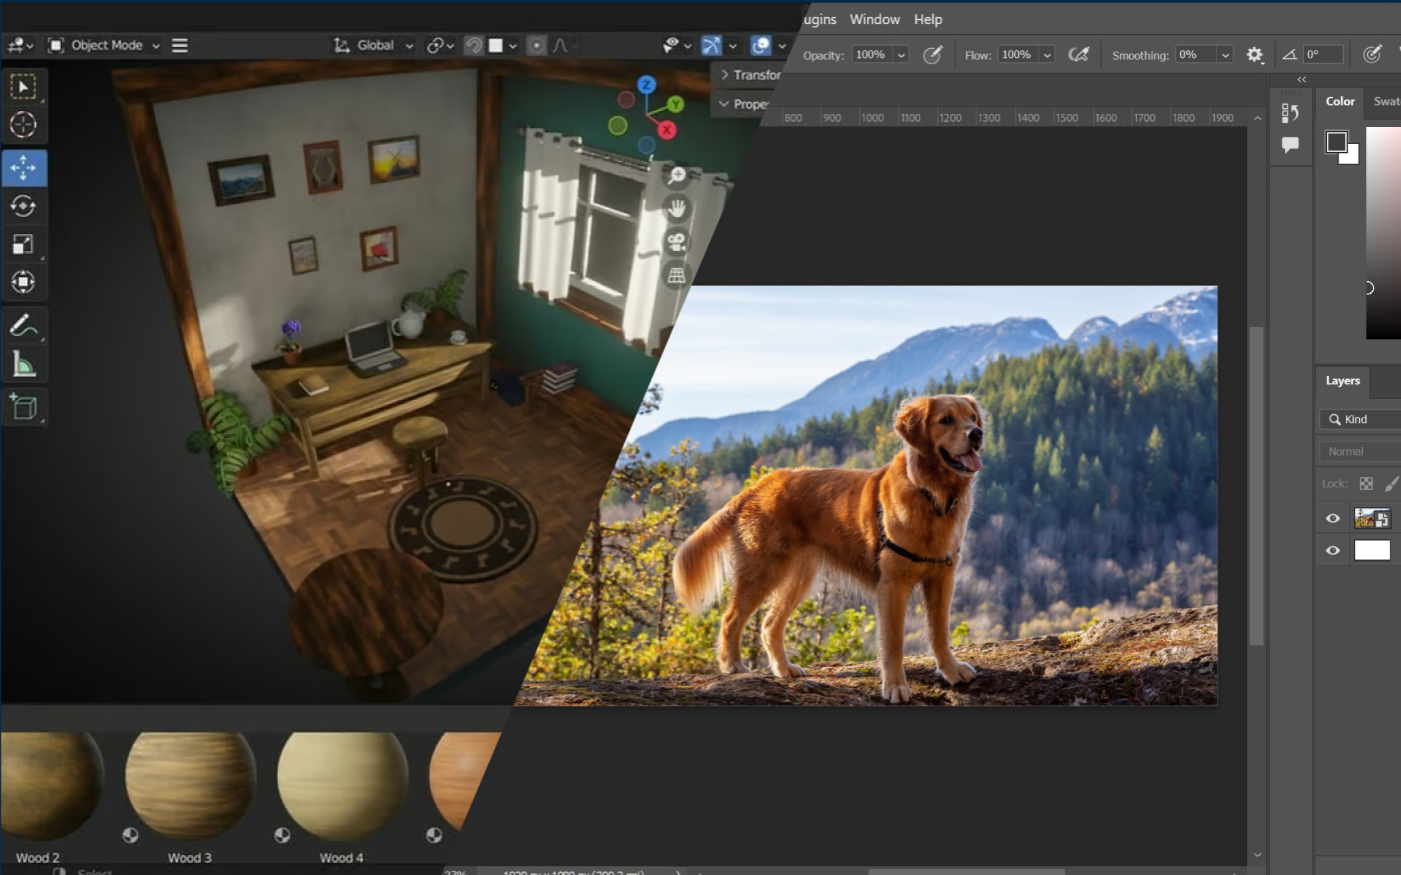 ugins Window Help
Object Mode
Global
Opacity: 100%
Flow: 100%
Smoothing: 0%
0°
Transfor
Prope
Z
Y
X
800 900 1000 1100 1200 1300 1400 1500 1600 1700 1800 1900
Color Swat
Layers
Kind
Normal
Lock:
Wood 2
Wood 3
Wood 4